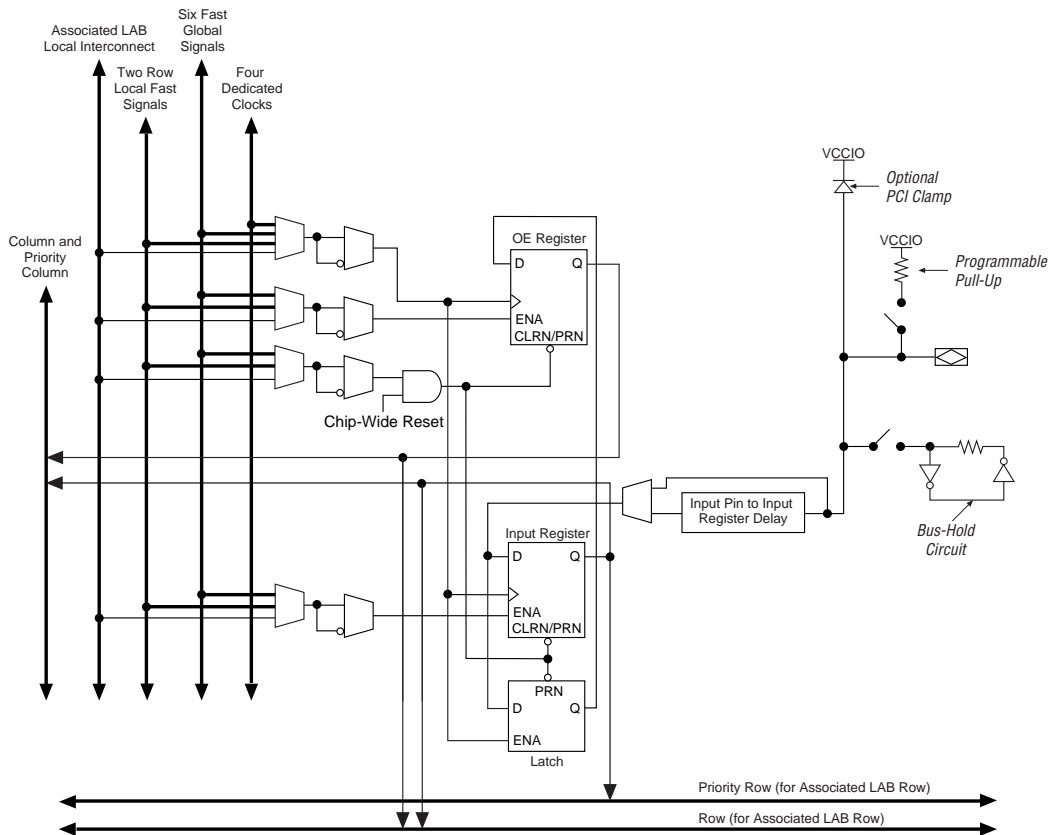 Six Fast
Global
Signals
Associated LAB
Local Interconnect
Two Row
Local Fast
Signals
Four
Dedicated
Clocks
Column and
Priority
Column
VCCIO
Optional
PCI Clamp
VCCIO
Programmable
Pull-Up
OE Register
D
Q
ENA
CLRN/PRN
Chip-Wide Reset
Input Pin to Input
Register Delay
Bus-Hold
Circuit
Input Register
D
Q
ENA
CLRN/PRN
PRN
D
Q
ENA
Latch
Priority Row (for Associated LAB Row)
Row (for Associated LAB Row)